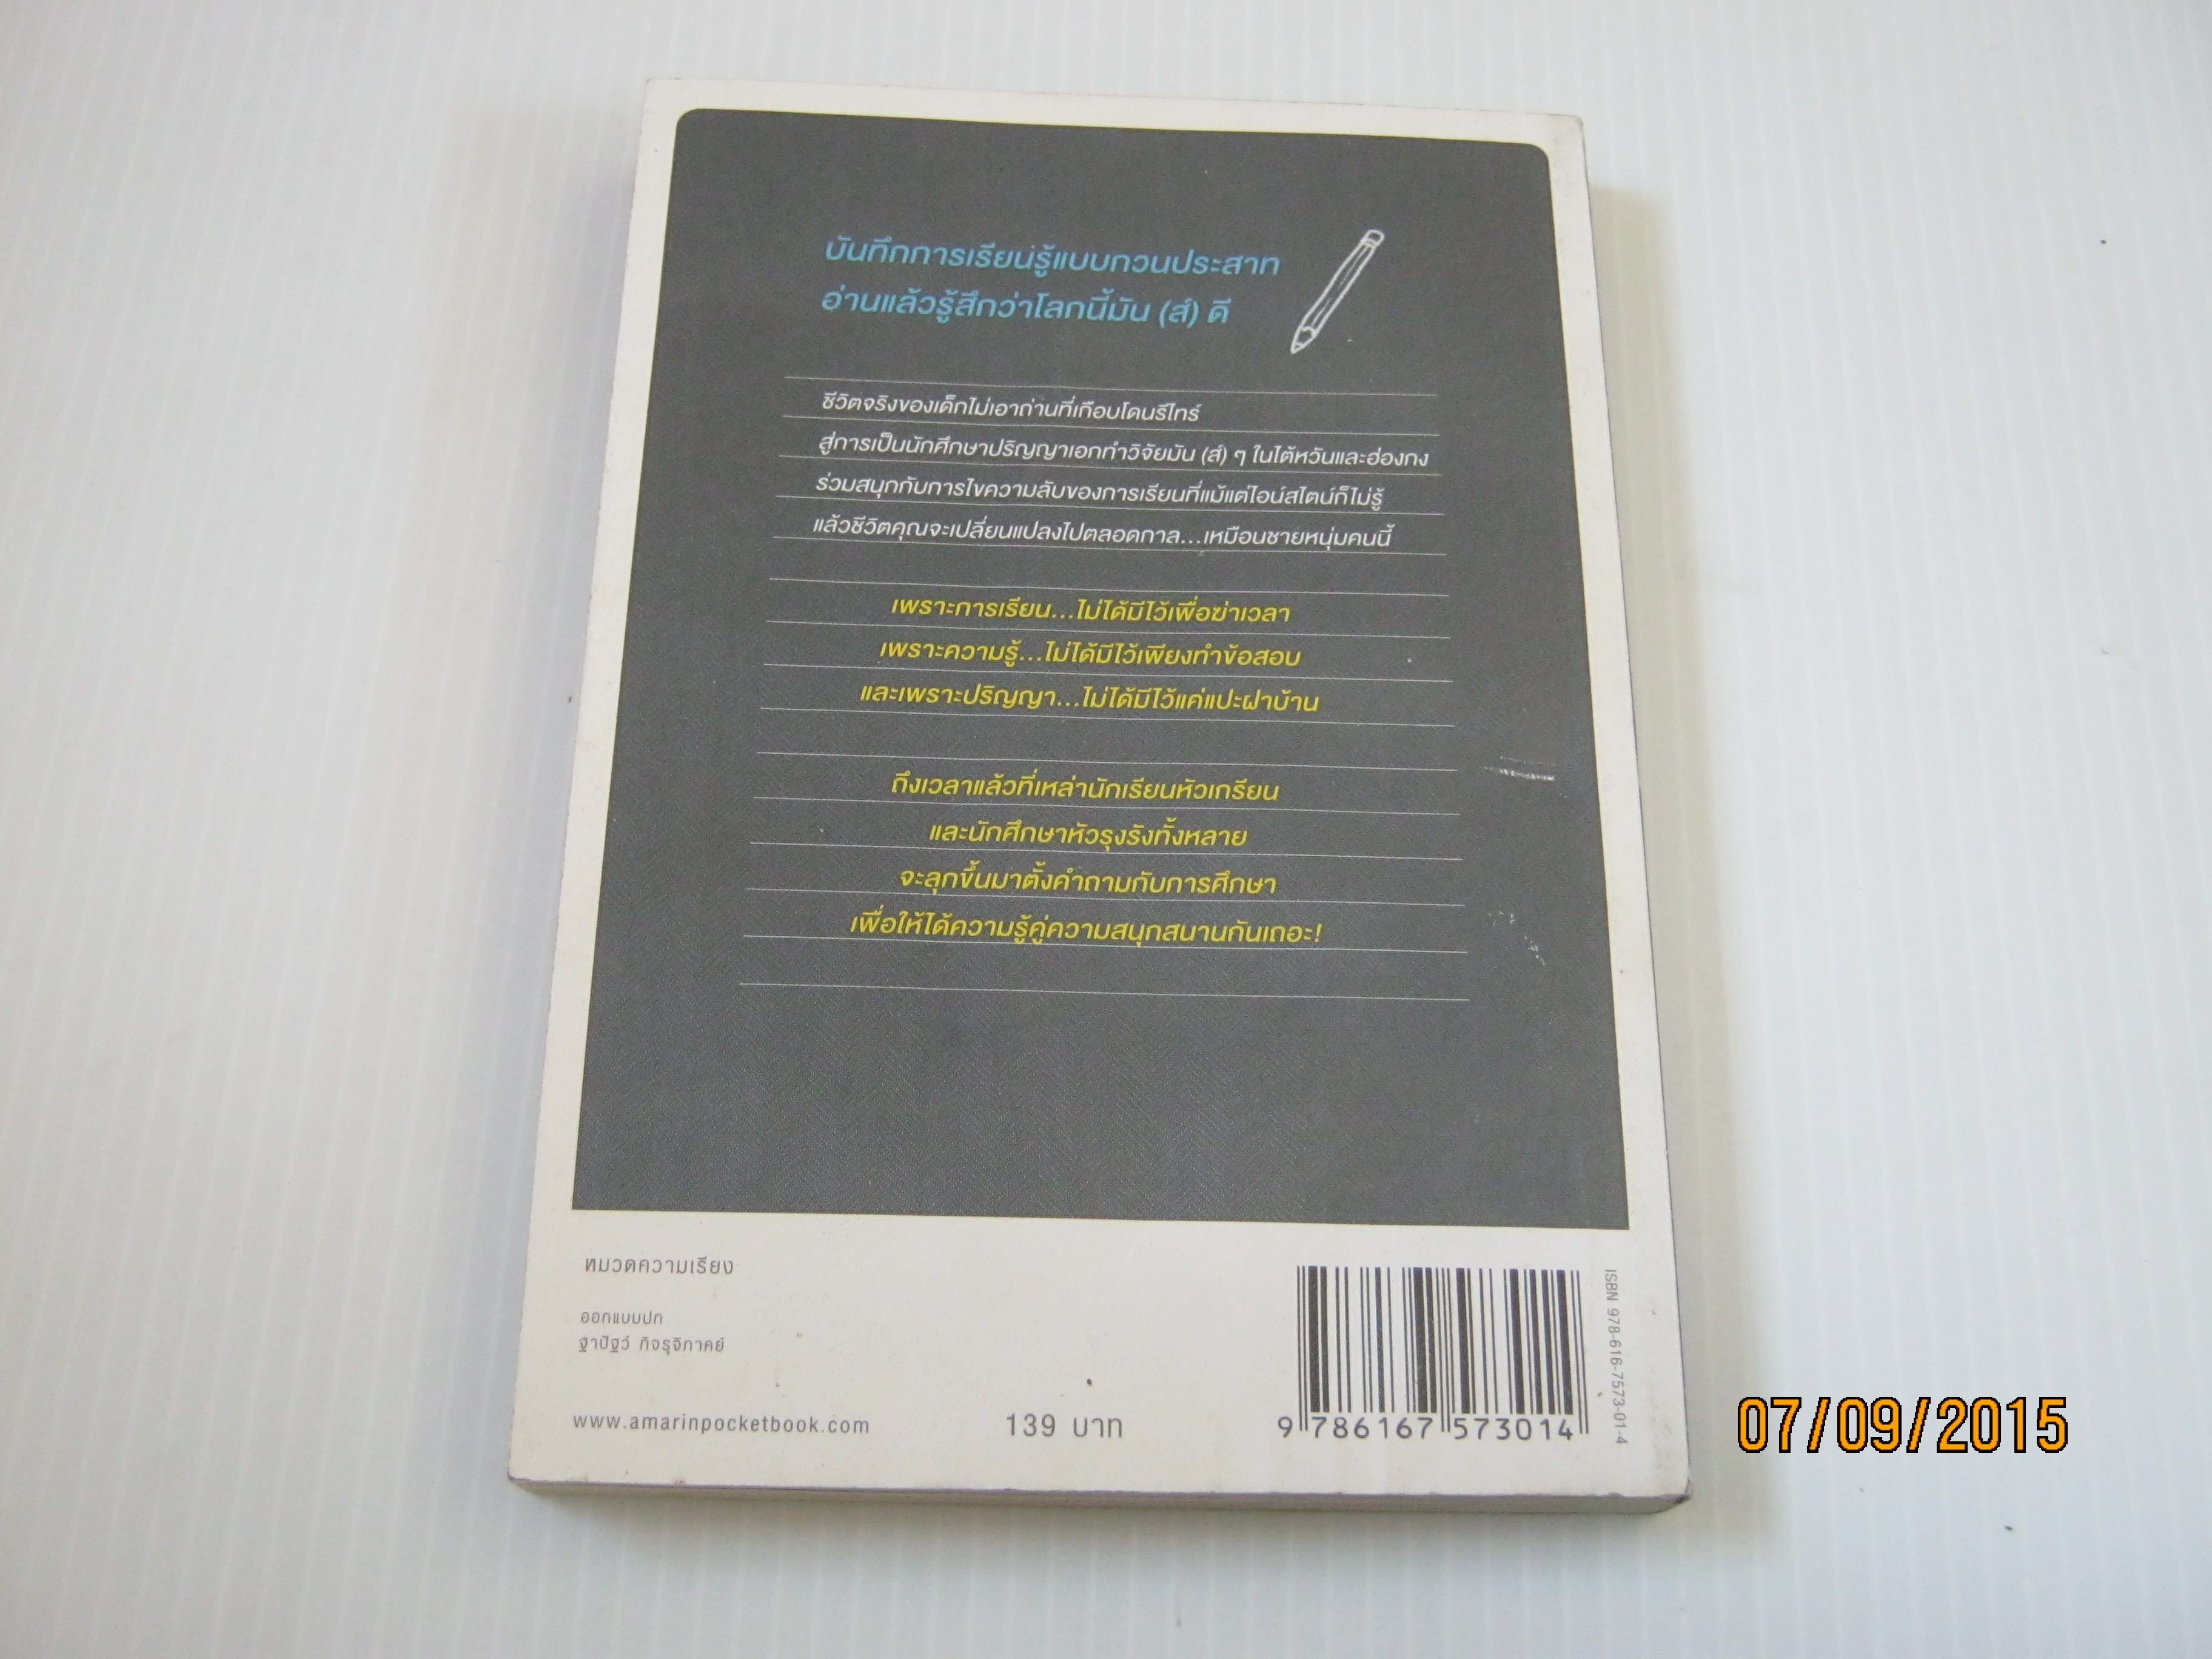 บันทึกการเรียนรู้แบบกวนประสาท
อ่านแล้วรู้สึกว่าโลกนี้มัน (ส์) ดี
ชีวิตจริงของเด็กไม่เอาถ่านที่เกือบโดนรีไทร์
สู่การเป็นนักศึกษาปริญญาเอกทำวิจัยมัน (ส์) ๆ ในไต้หวันและฮ่องกง
ร่วมสนุกกับการไขความลับของการเรียนที่แม้แต่ไอน์สไตน์ก็ไม่รู้
แล้วชีวิตคุณจะเปลี่ยนแปลงไปตลอดกาล...เหมือนชายหนุ่มคนนี้
เพราะการเรียน...ไม่ได้มีไว้เพื่อฆ่าเวลา
เพราะความรู้...ไม่ได้มีไว้เพียงทำข้อสอบ
และเพราะปริญญา...ไม่ได้มีไว้แค่แปะฝาบ้าน
ถึงเวลาแล้วที่เหล่านักเรียนหัวเกรียน
และนักศึกษาหัวรุงรังทั้งหลาย
จะลุกขึ้นมาตั้งคำถามกับการศึกษา
เพื่อให้ได้ความรู้คู่ความสนุกสนานกันเถอะ!
หมวดความเรียง
ออกแบบปก
ฐาปัฐว์ กิจรุจิภาคย์
www.amarinpocketbook.com
139 บาท
9 786167 573014
ISBN 978-616-7573-01-4
07/09/2015